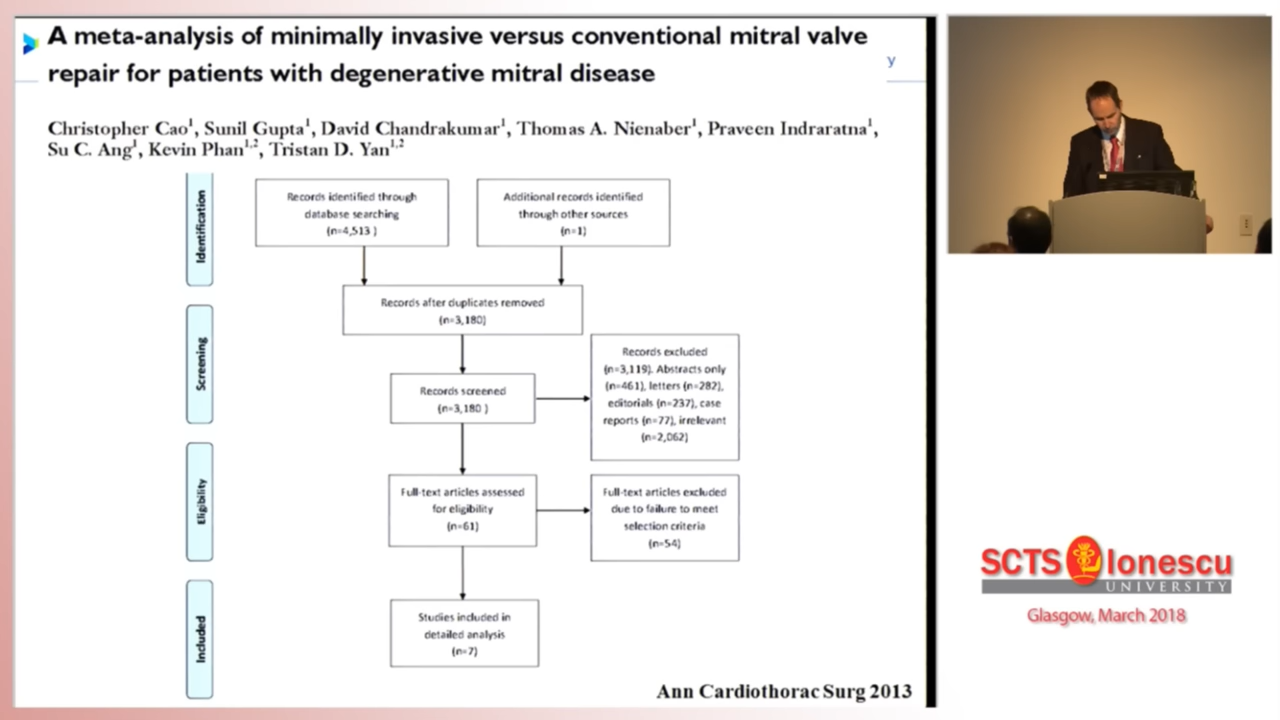 A meta-analysis of minimally invasive versus conventional mitral valve
repair for patients with degenerative mitral disease
y
Christopher Cao1, Sunil Gupta1, David Chandrakumar1, Thomas A. Nienaber1, Praveen Indraratna1,
Su C. Ang1, Kevin Phan1,2, Tristan D. Yan1,2
Identification
Records identified through
database searching
(n=4,513 )
Additional records identified
through other sources
(n=1)
Records after duplicates removed
(n=3,180)
Screening
Records screened
(n=3,180 )
Records excluded
(n=3,119). Abstracts only
(n=461), letters (n=282),
editorials (n=237), case
reports (n=77), irrelevant
(n=2,062)
Eligibility
Full-text articles assessed
for eligibility
(n=61)
Full-text articles excluded
due to failure to meet
selection criteria
(n=54)
Included
Studies included in
detailed analysis
(n=7)
Ann Cardiothorac Surg 2013
SCTS Ionescu
UNIVERSITY
Glasgow, March 2018